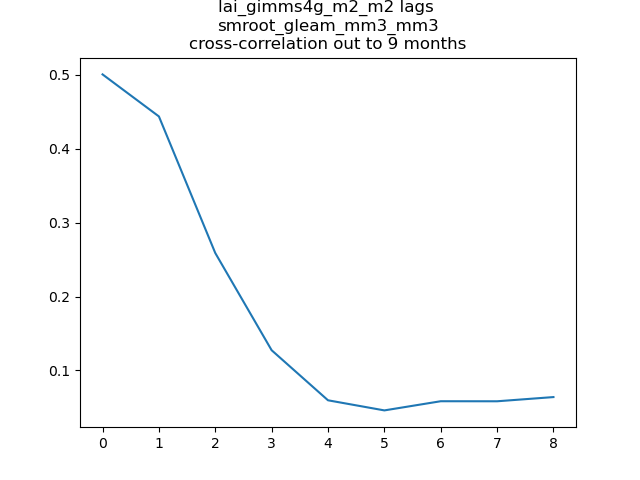 lai_gimms4g_m2_m2 lags
smroot_gleam_mm3_mm3
cross-correlation out to 9 months
0.5
0.4
0.3
0.2
0.1
0 1 2 3 4 5 6 7 8